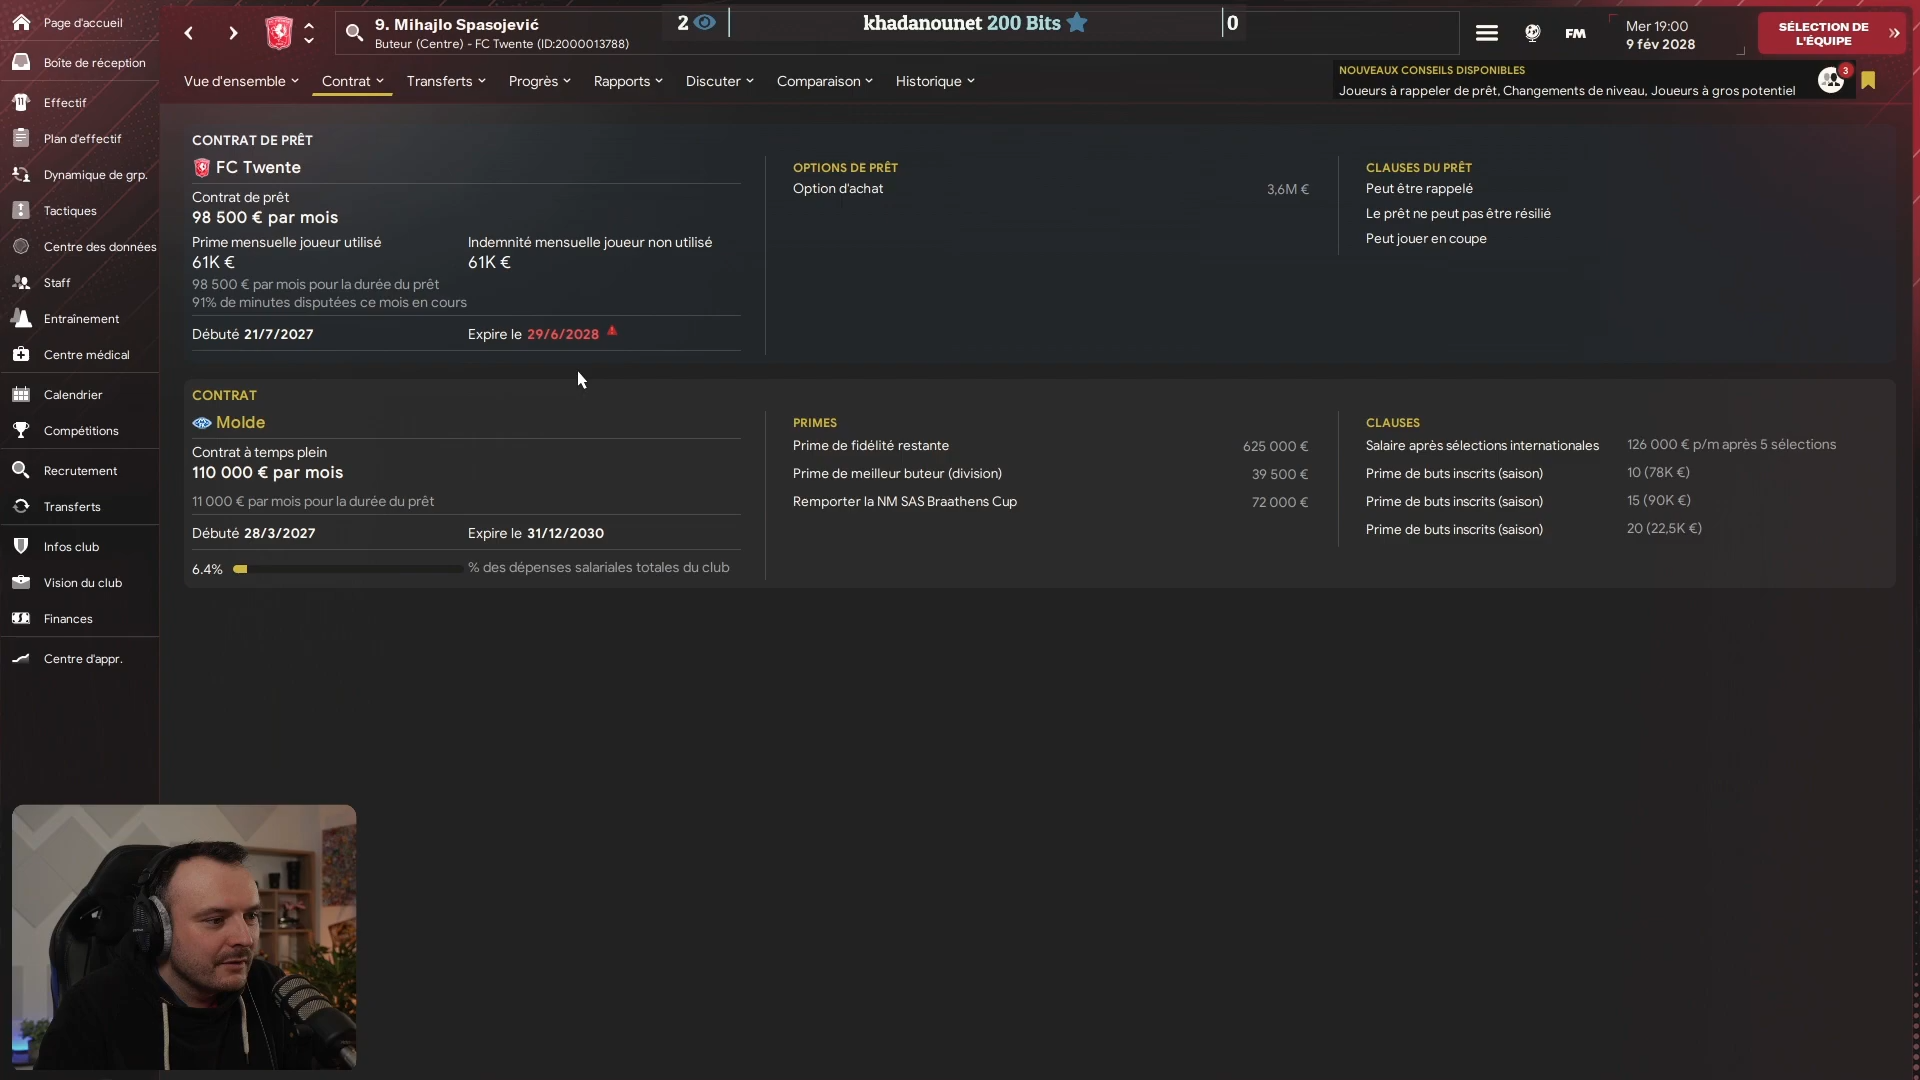 Page d'accueil
Boîte de réception
Effectif
Plan d'effectif
Dynamique de grp.
Tactiques
Centre des données
Staff
Entraînement
Centre médical
Calendrier
Compétitions
Recrutement
Transferts
Infos club
Vision du club
Finances
Centre d'appr.
9. Mihajlo Spasojević
Buteur (Centre) - FC Twente (ID:2000013788)
2
khadanounet 200 Bits
0
FM
Mer 19:00
9 fév 2028
SÉLECTION DE L'ÉQUIPE
Vue d'ensemble
Contrat
Transferts
Progrès
Rapports
Discuter
Comparaison
Historique
NOUVEAUX CONSEILS DISPONIBLES
Joueurs à rappeler de prêt, Changements de niveau, Joueurs à gros potentiel
3
CONTRAT DE PRÊT
FC Twente
Contrat de prêt
98 500 € par mois
Prime mensuelle joueur utilisé
61K €
Indemnité mensuelle joueur non utilisé
61K €
98 500 € par mois pour la durée du prêt
91% de minutes disputées ce mois en cours
Débuté 21/7/2027
Expire le 29/6/2028
OPTIONS DE PRÊT
Option d'achat 3,6M €
CLAUSES DU PRÊT
Peut être rappelé
Le prêt ne peut pas être résilié
Peut jouer en coupe
CONTRAT
Molde
Contrat à temps plein
110 000 € par mois
11 000 € par mois pour la durée du prêt
Débuté 28/3/2027
Expire le 31/12/2030
6.4% % des dépenses salariales totales du club
PRIMES
Prime de fidélité restante 625 000 €
Prime de meilleur buteur (division) 39 500 €
Remporter la NM SAS Braathens Cup 72 000 €
CLAUSES
Salaire après sélections internationales 126 000 € p/m après 5 sélections
Prime de buts inscrits (saison) 10 (78K €)
Prime de buts inscrits (saison) 15 (90K €)
Prime de buts inscrits (saison) 20 (22,5K €)